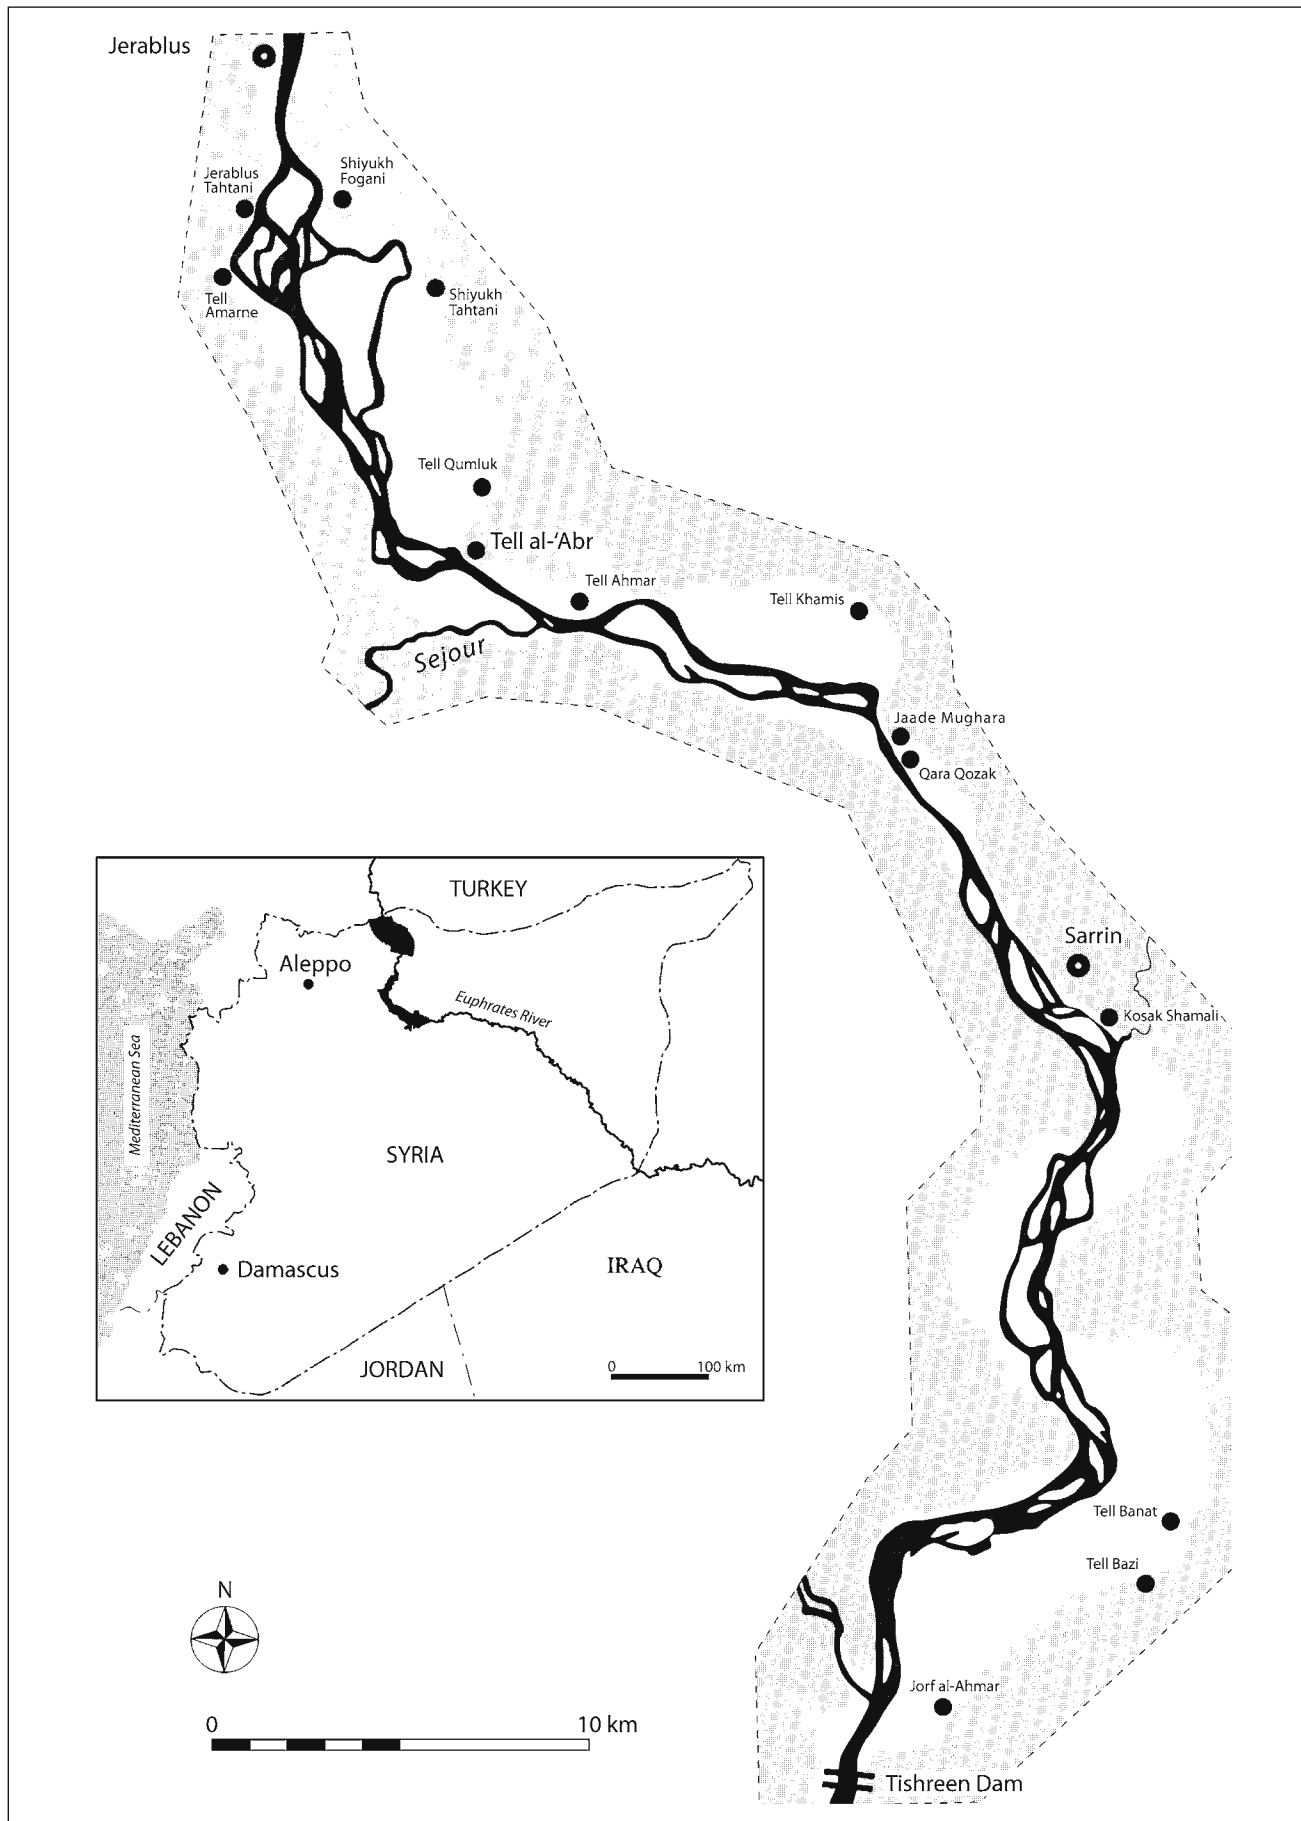 Jerablus
Shiyukh
Fogani
Jerablus
Tahtani
Tell
Amarne
Shiyukh
Tahtani
Tell Qumluk
Tell al-‘Abr
Tell Ahmar
Tell Khamis
Sejour
Jaade Mughara
Qara Qozak
Sarrin
Kosak Shamali
TURKEY
Aleppo
Euphrates River
Mediterranean Sea
SYRIA
LEBANON
Damascus
IRAQ
JORDAN
0 100 km
Tell Banat
Tell Bazi
N
Jorf al-Ahmar
0 10 km
Tishreen Dam